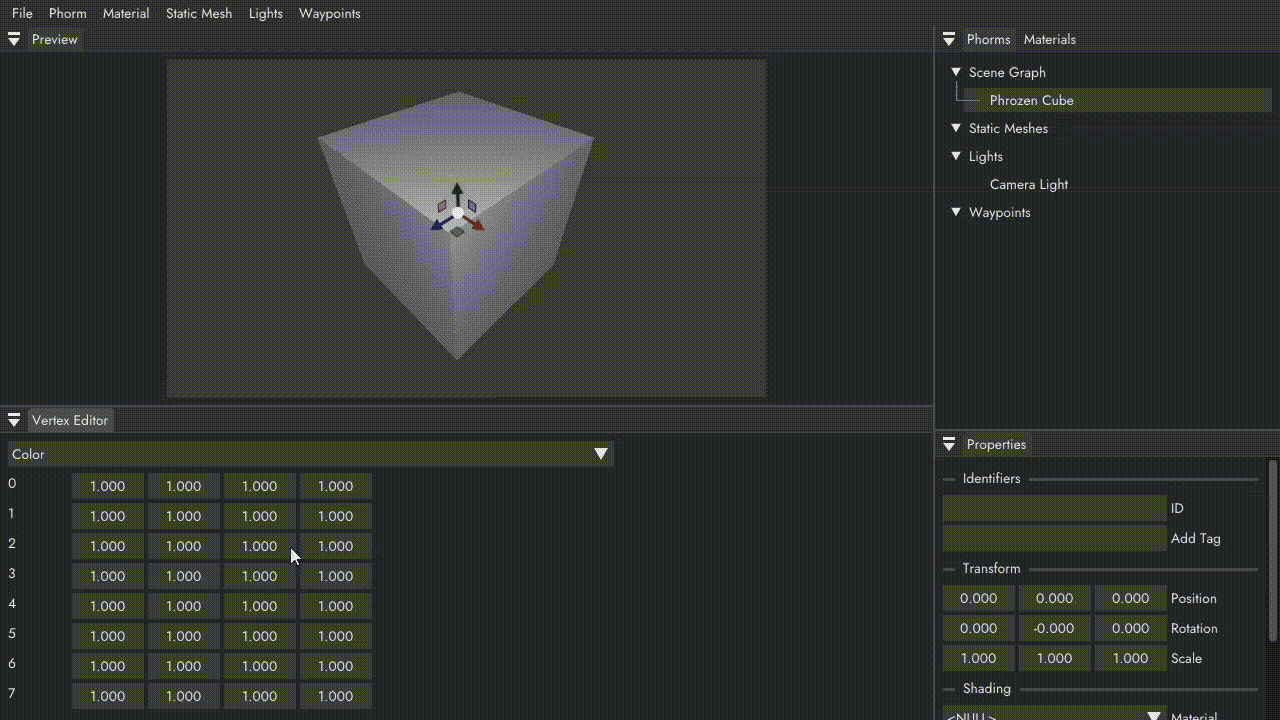 File Phorm Material Static Mesh Lights Waypoints
Preview
Phorms Materials
Scene Graph
Phrozen Cube
Static Meshes
Lights
Camera Light
Waypoints
Vertex Editor
Color
0 1.000 1.000 1.000 1.000
1 1.000 1.000 1.000 1.000
2 1.000 1.000 1.000 1.000
3 1.000 1.000 1.000 1.000
4 1.000 1.000 1.000 1.000
5 1.000 1.000 1.000 1.000
6 1.000 1.000 1.000 1.000
7 1.000 1.000 1.000 1.000
Properties
Identifiers
ID
Add Tag
Transform
0.000 0.000 0.000 Position
0.000 -0.000 0.000 Rotation
1.000 1.000 1.000 Scale
Shading
<NULL> Material